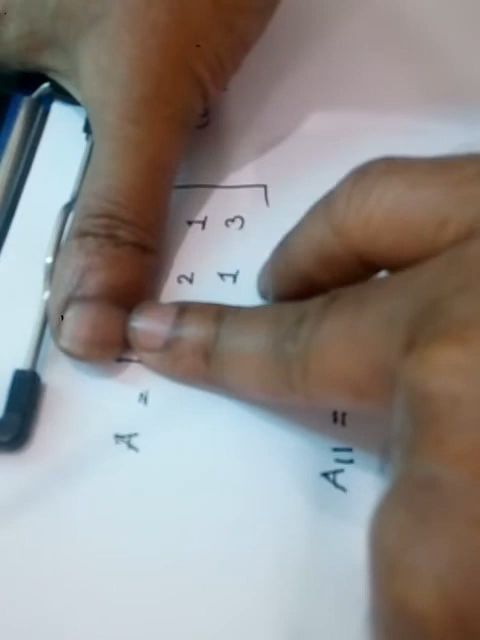 A =
2 1
1 3
A11 =